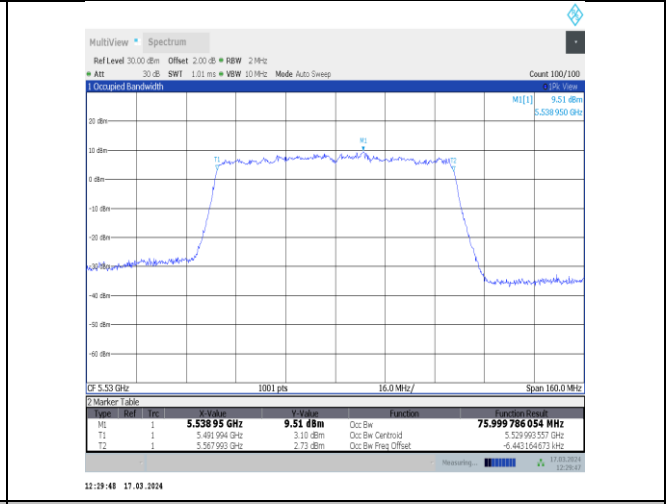 MultiView Spectrum
Ref Level 30.00 dBm Offset 2.00 dB RBW 2 MHz
Att 30 dB SWT 1.01 ms VBW 10 MHz Mode Auto Sweep Count 100/100
1 Occupied Bandwidth 1Pk View
M1[1] 9.51 dBm
5.538 950 GHz
20 dBm
M1
10 dBm
T1 T2
0 dBm
-10 dBm
-20 dBm
-30 dBm
-40 dBm
-50 dBm
-60 dBm
CF 5.53 GHz 1001 pts 16.0 MHz/ Span 160.0 MHz
2 Marker Table
Type Ref Trc X-Value Y-Value Function Function Result
M1 1 5.538 95 GHz 9.51 dBm Occ Bw 75.999 786 054 MHz
T1 1 5.491 994 GHz 3.10 dBm Occ Bw Centroid 5.529 993 557 GHz
T2 1 5.567 993 GHz 2.73 dBm Occ Bw Freq Offset -6.443 164 673 kHz
Measuring... 17.03.2024
12:29:47
12:29:48 17.03.2024